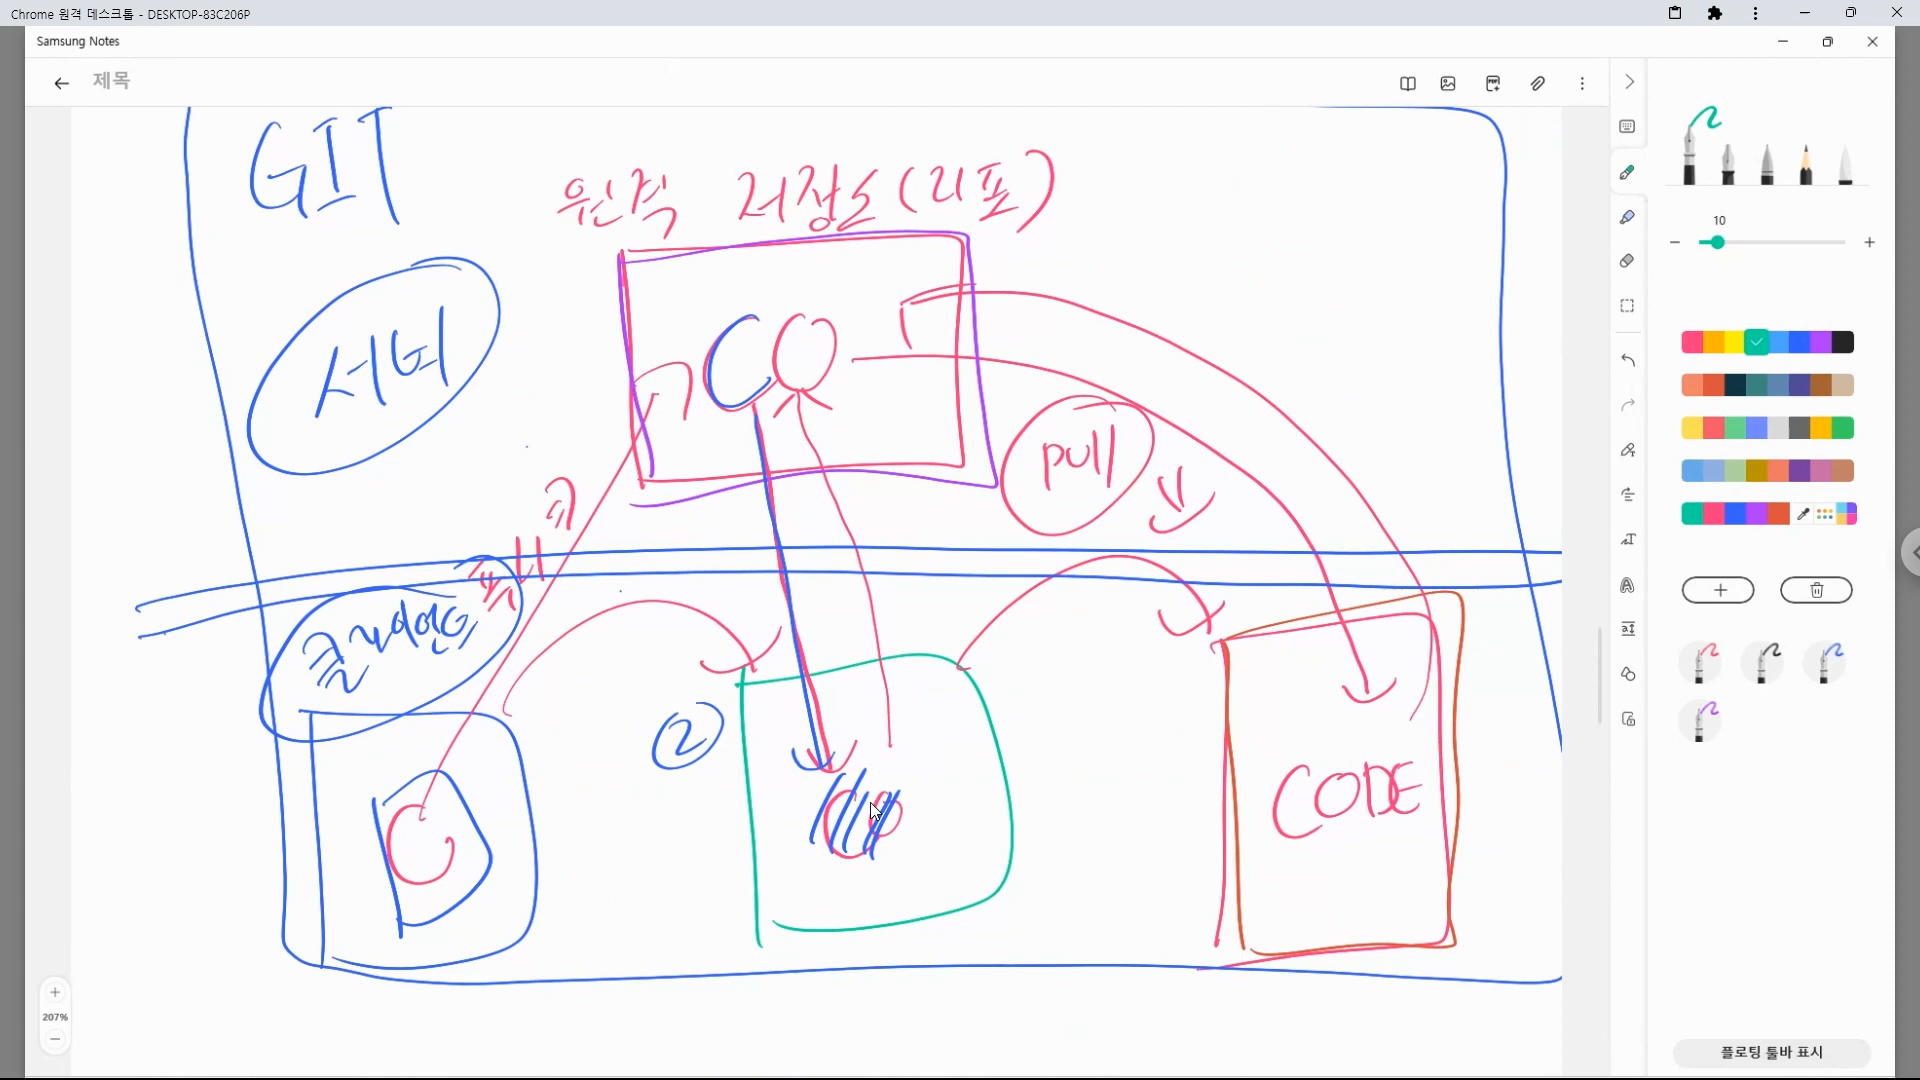 Chrome 원격 데스크톱 - DESKTOP-83C206P
Samsung Notes
제목
GIT
원격 저장소(리포)
서버
pull
푸시
클라이언트
②
C
CODE
10
207%
플로팅 툴바 표시